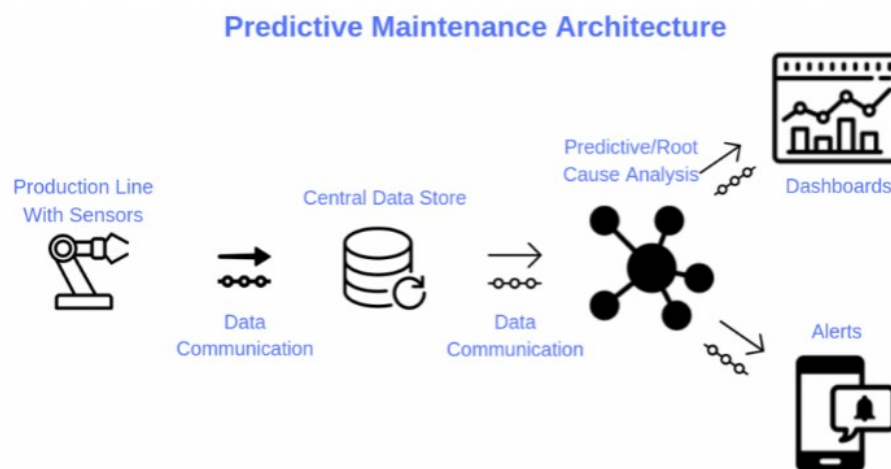 Predictive Maintenance Architecture
Production Line
With Sensors
Data
Communication
Central Data Store
Data
Communication
Predictive/Root
Cause Analysis
Dashboards
Alerts